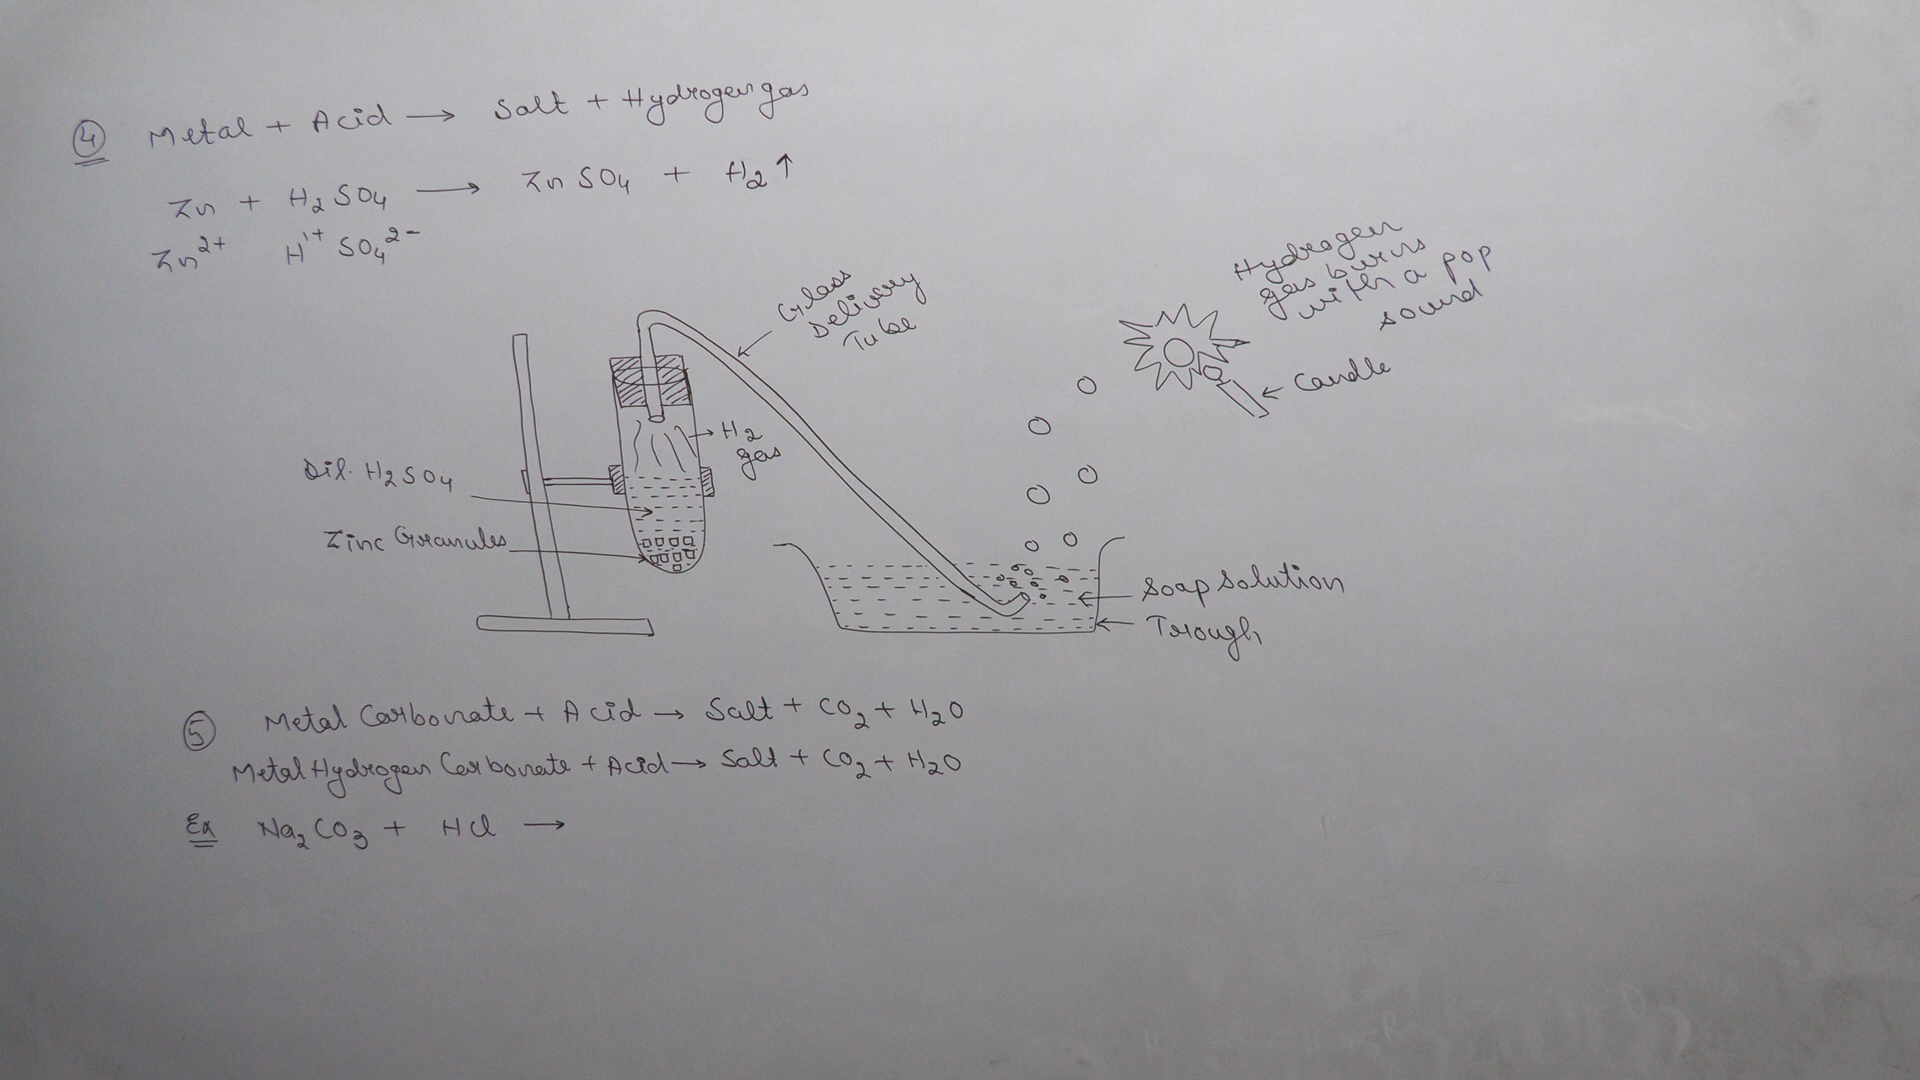 ④ Metal + Acid → Salt + Hydrogen gas
Zn + H₂SO₄ → ZnSO₄ + H₂↑
Zn²⁺ H¹⁺ SO₄²⁻
Glass
Delivery
Tube
Hydrogen
gas burns
with a pop
sound
Candle
H₂
gas
Dil. H₂SO₄
Zinc Granules
Soap Solution
Trough
⑤ Metal Carbonate + Acid → Salt + CO₂ + H₂O
Metal Hydrogen Carbonate + Acid → Salt + CO₂ + H₂O
Ex Na₂CO₃ + HCl →